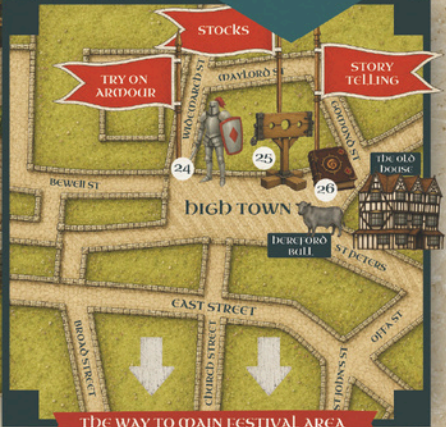 STOCKS
TRY ON
ARMOUR
STORY
TELLING
WIDEMARSH ST
MAYLORD ST
GOMOND ST
24
25
26
the old
house
BEWELL ST
HIGH TOWN
HEREFORD
BULL
ST PETERS
EAST STREET
BROAD STREET
CHURCH STREET
ST JOHN'S ST
OFFA ST
THE WAY TO MAIN FESTIVAL AREA